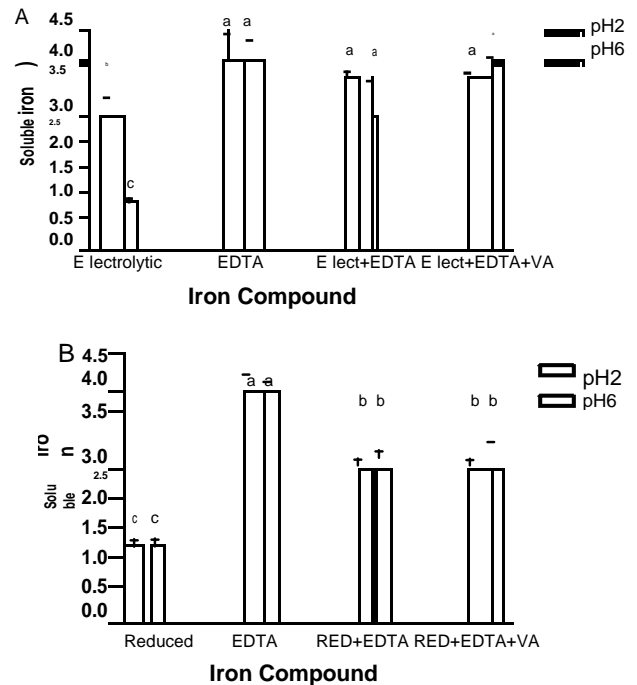 A
4.5
4.0
3.5
3.0
2.5
2.0
1.5
1.0
0.5
0.0
Soluble iron )
b
c
a a
a a
a
pH2
pH6
E lectrolytic EDTA E lect+EDTA E lect+EDTA+VA
Iron Compound
B
4.5
4.0
3.5
3.0
2.5
2.0
1.5
1.0
0.5
0.0
Iro
n
Solu
ble
c c
a a
b b
b b
pH2
pH6
Reduced EDTA RED+EDTA RED+EDTA+VA
Iron Compound